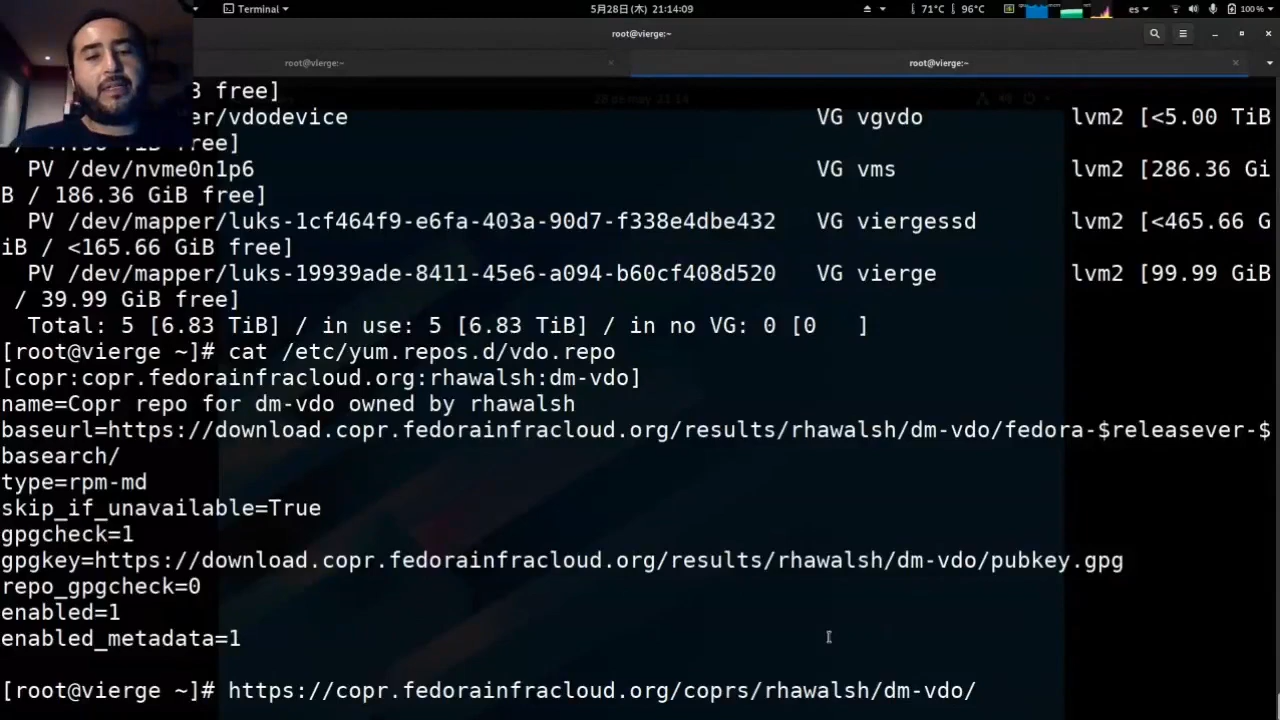 Terminal
5月28日(木) 21:14:09
71°C
96°C
es
100 %
root@vierge:~
root@vierge:~
root@vierge:~
B free]
28 de may 21:14
er/vdodevice VG vgvdo lvm2 [<5.00 TiB
free]
PV /dev/nvme0n1p6 VG vms lvm2 [286.36 Gi
B / 186.36 GiB free]
PV /dev/mapper/luks-1cf464f9-e6fa-403a-90d7-f338e4dbe432 VG viergessd lvm2 [<465.66 G
iB / <165.66 GiB free]
PV /dev/mapper/luks-19939ade-8411-45e6-a094-b60cf408d520 VG vierge lvm2 [99.99 GiB
/ 39.99 GiB free]
Total: 5 [6.83 TiB] / in use: 5 [6.83 TiB] / in no VG: 0 [0 ]
[root@vierge ~]# cat /etc/yum.repos.d/vdo.repo
[copr:copr.fedorainfracloud.org:rhawalsh:dm-vdo]
name=Copr repo for dm-vdo owned by rhawalsh
baseurl=https://download.copr.fedorainfracloud.org/results/rhawalsh/dm-vdo/fedora-$releasever-$
basearch/
type=rpm-md
skip_if_unavailable=True
gpgcheck=1
gpgkey=https://download.copr.fedorainfracloud.org/results/rhawalsh/dm-vdo/pubkey.gpg
repo_gpgcheck=0
enabled=1
enabled_metadata=1
[root@vierge ~]# https://copr.fedorainfracloud.org/coprs/rhawalsh/dm-vdo/